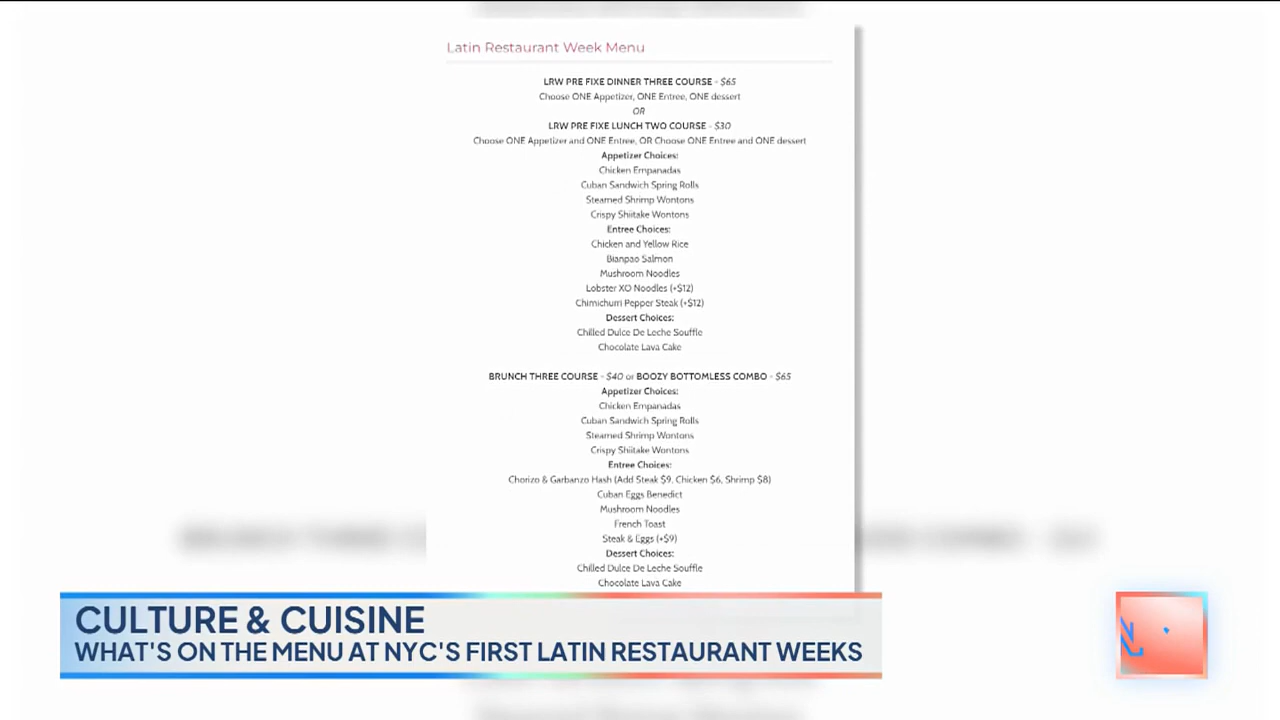 Latin Restaurant Week Menu
LRW PRE FIXE DINNER THREE COURSE - $65
Choose ONE Appetizer, ONE Entree, ONE dessert
OR
LRW PRE FIXE LUNCH TWO COURSE - $30
Choose ONE Appetizer and ONE Entree, OR Choose ONE Entree and ONE dessert
Appetizer Choices:
Chicken Empanadas
Cuban Sandwich Spring Rolls
Steamed Shrimp Wontons
Crispy Shiitake Wontons
Entree Choices:
Chicken and Yellow Rice
Bianpao Salmon
Mushroom Noodles
Lobster XO Noodles (+$12)
Chimichurri Pepper Steak (+$12)
Dessert Choices:
Chilled Dulce De Leche Souffle
Chocolate Lava Cake
BRUNCH THREE COURSE - $40 or BOOZY BOTTOMLESS COMBO - $65
Appetizer Choices:
Chicken Empanadas
Cuban Sandwich Spring Rolls
Steamed Shrimp Wontons
Crispy Shiitake Wontons
Entree Choices:
Chorizo & Garbanzo Hash (Add Steak $9, Chicken $6, Shrimp $8)
Cuban Eggs Benedict
Mushroom Noodles
French Toast
Steak & Eggs (+$9)
Dessert Choices:
Chilled Dulce De Leche Souffle
Chocolate Lava Cake
CULTURE & CUISINE
WHAT'S ON THE MENU AT NYC'S FIRST LATIN RESTAURANT WEEKS